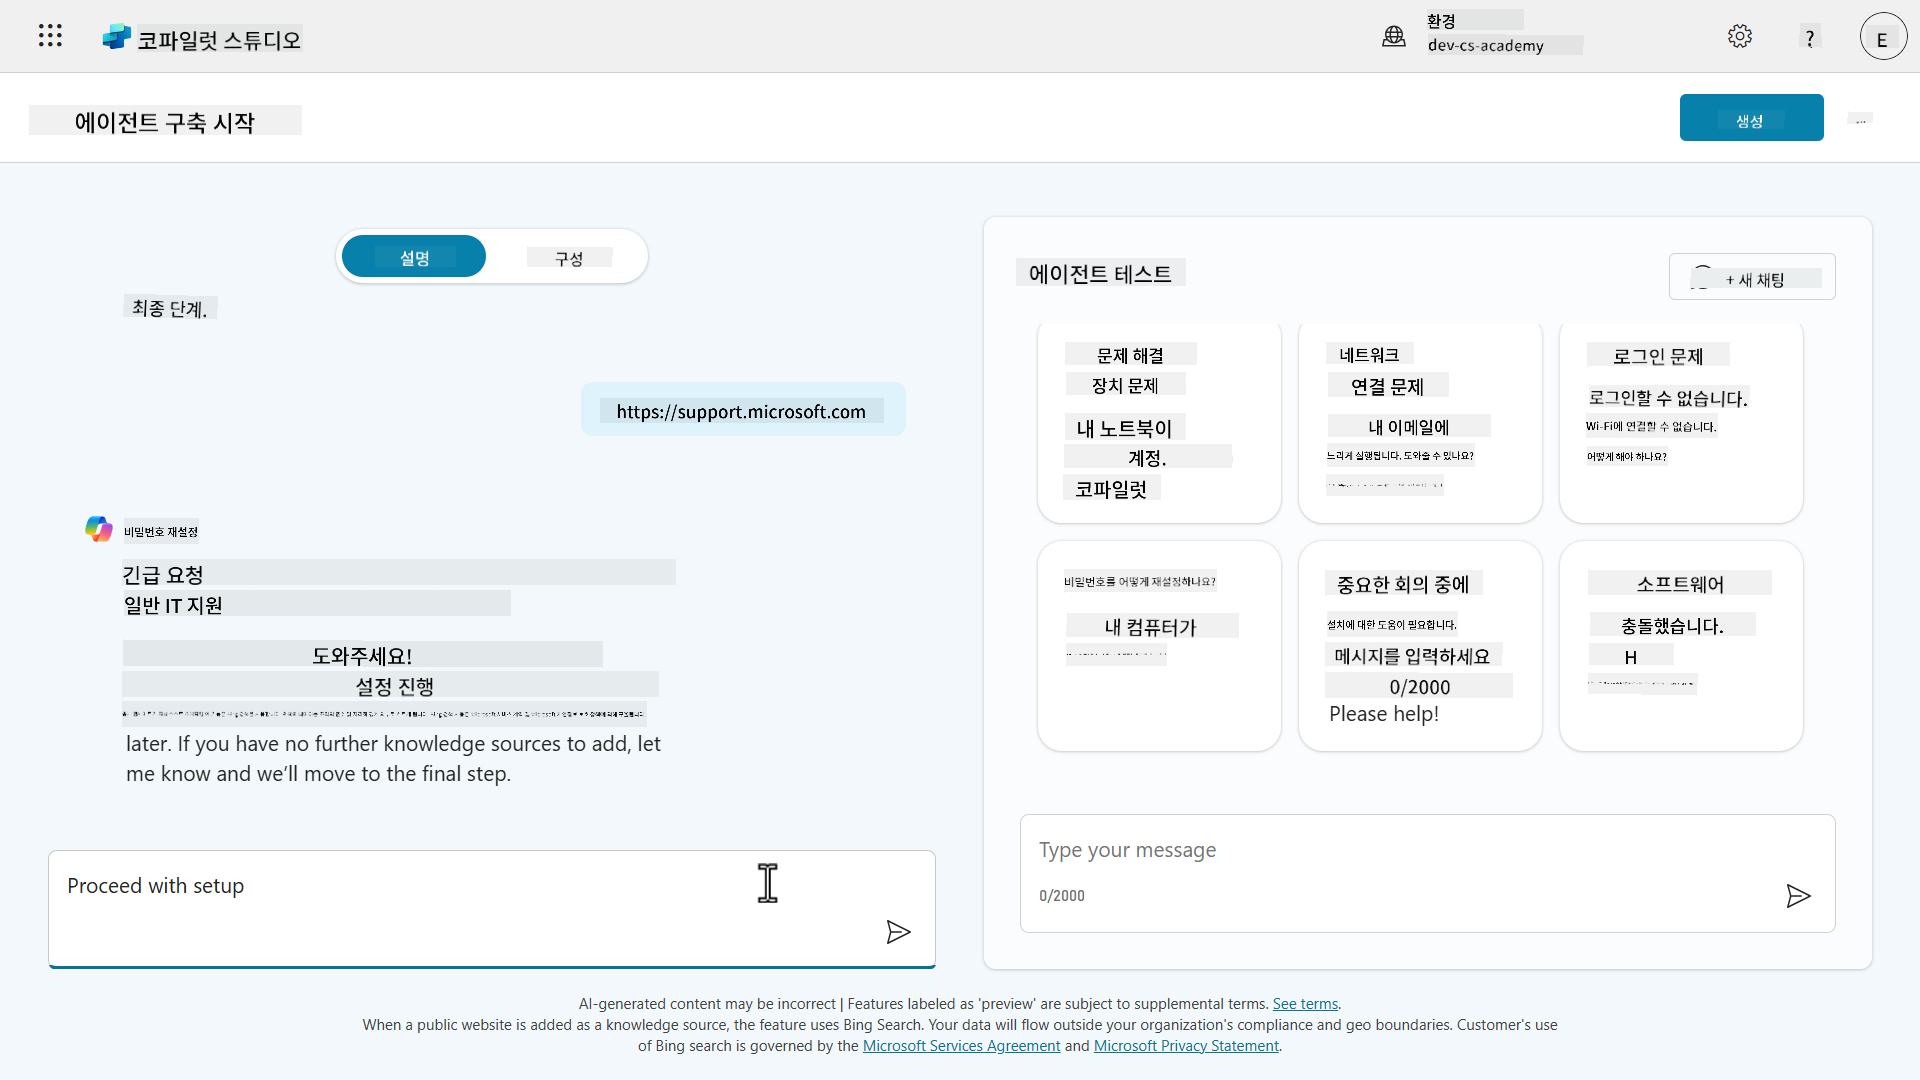 코파일럿 스튜디오
환경
dev-cs-academy
?
E
에이전트 구축 시작
생성
...
설명
구성
최종 단계.
https://support.microsoft.com
비밀번호 재설정
긴급 요청
일반 IT 지원
도와주세요!
설정 진행
later. If you have no further knowledge sources to add, let
me know and we’ll move to the final step.
Proceed with setup
에이전트 테스트
+ 새 채팅
문제 해결
장치 문제
내 노트북이
계정.
코파일럿
네트워크
연결 문제
내 이메일에
느리게 실행됩니다. 도와줄 수 있나요?
로그인 문제
로그인할 수 없습니다.
Wi-Fi에 연결할 수 없습니다.
어떻게 해야 하나요?
비밀번호를 어떻게 재설정하나요?
내 컴퓨터가
중요한 회의 중에
설치에 대한 도움이 필요합니다.
메시지를 입력하세요
0/2000
Please help!
소프트웨어
충돌했습니다.
H
Type your message
0/2000
AI-generated content may be incorrect | Features labeled as 'preview' are subject to supplemental terms. See terms.
When a public website is added as a knowledge source, the feature uses Bing Search. Your data will flow outside your organization's compliance and geo boundaries. Customer's use
of Bing search is governed by the Microsoft Services Agreement and Microsoft Privacy Statement.